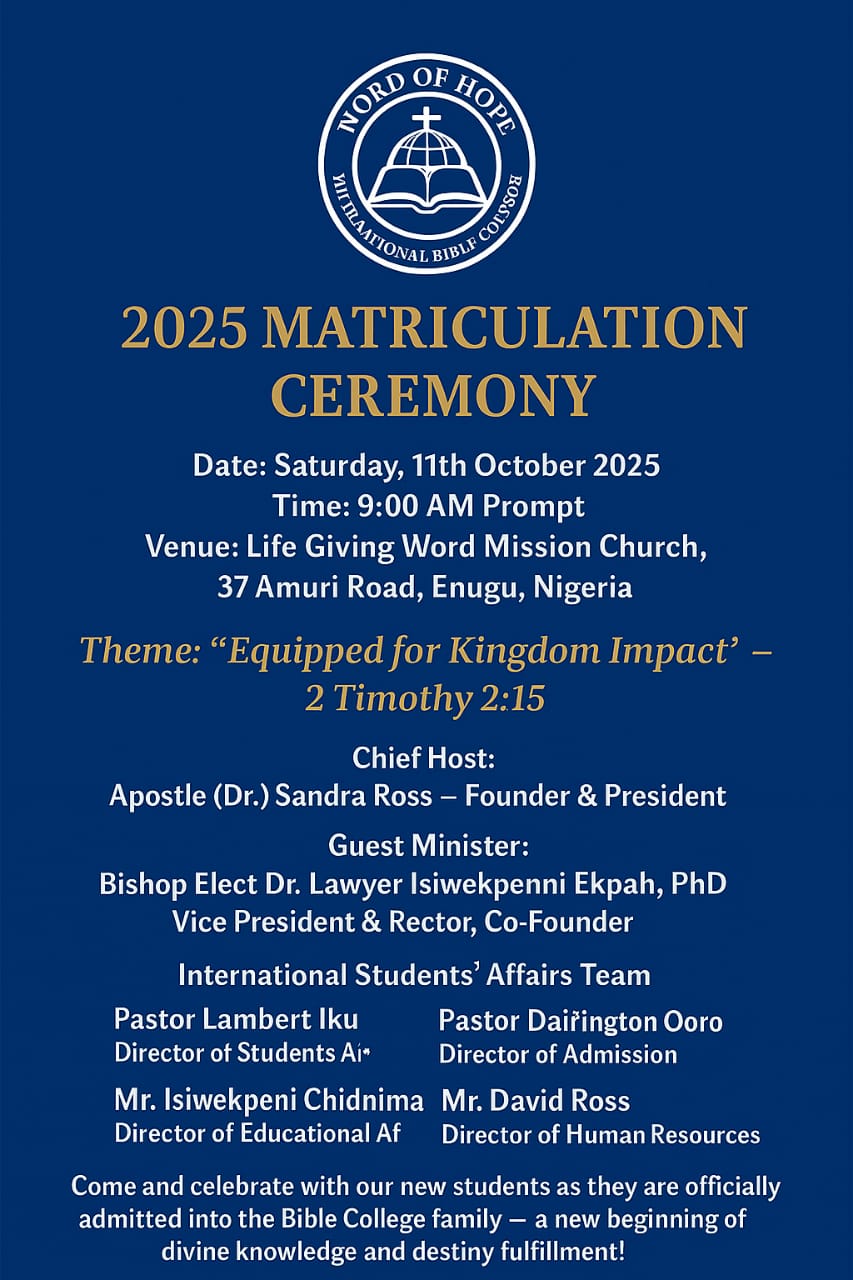 NORD OF HOPE
BIBLE
2025 MATRICULATION
CEREMONY
Date: Saturday, 11th October 2025
Time: 9:00 AM Prompt
Venue: Life Giving Word Mission Church,
37 Amuri Road, Enugu, Nigeria
Theme: “Equipped for Kingdom Impact’ –
2 Timothy 2:15
Chief Host:
Apostle (Dr.) Sandra Ross – Founder & President
Guest Minister:
Bishop Elect Dr. Lawyer Isiwekpenni Ekpah, PhD
Vice President & Rector, Co-Founder
International Students’ Affairs Team
Pastor Lambert Iku
Director of Students
Pastor Ooro
Director of Admission
Mr. Isiwekpeni Chidnima
Director of Educational Af
Mr. David Ross
Director of Human Resources
Come and celebrate with our new students as they are officially
admitted into the Bible College family – a new beginning of
divine knowledge and destiny fulfillment!